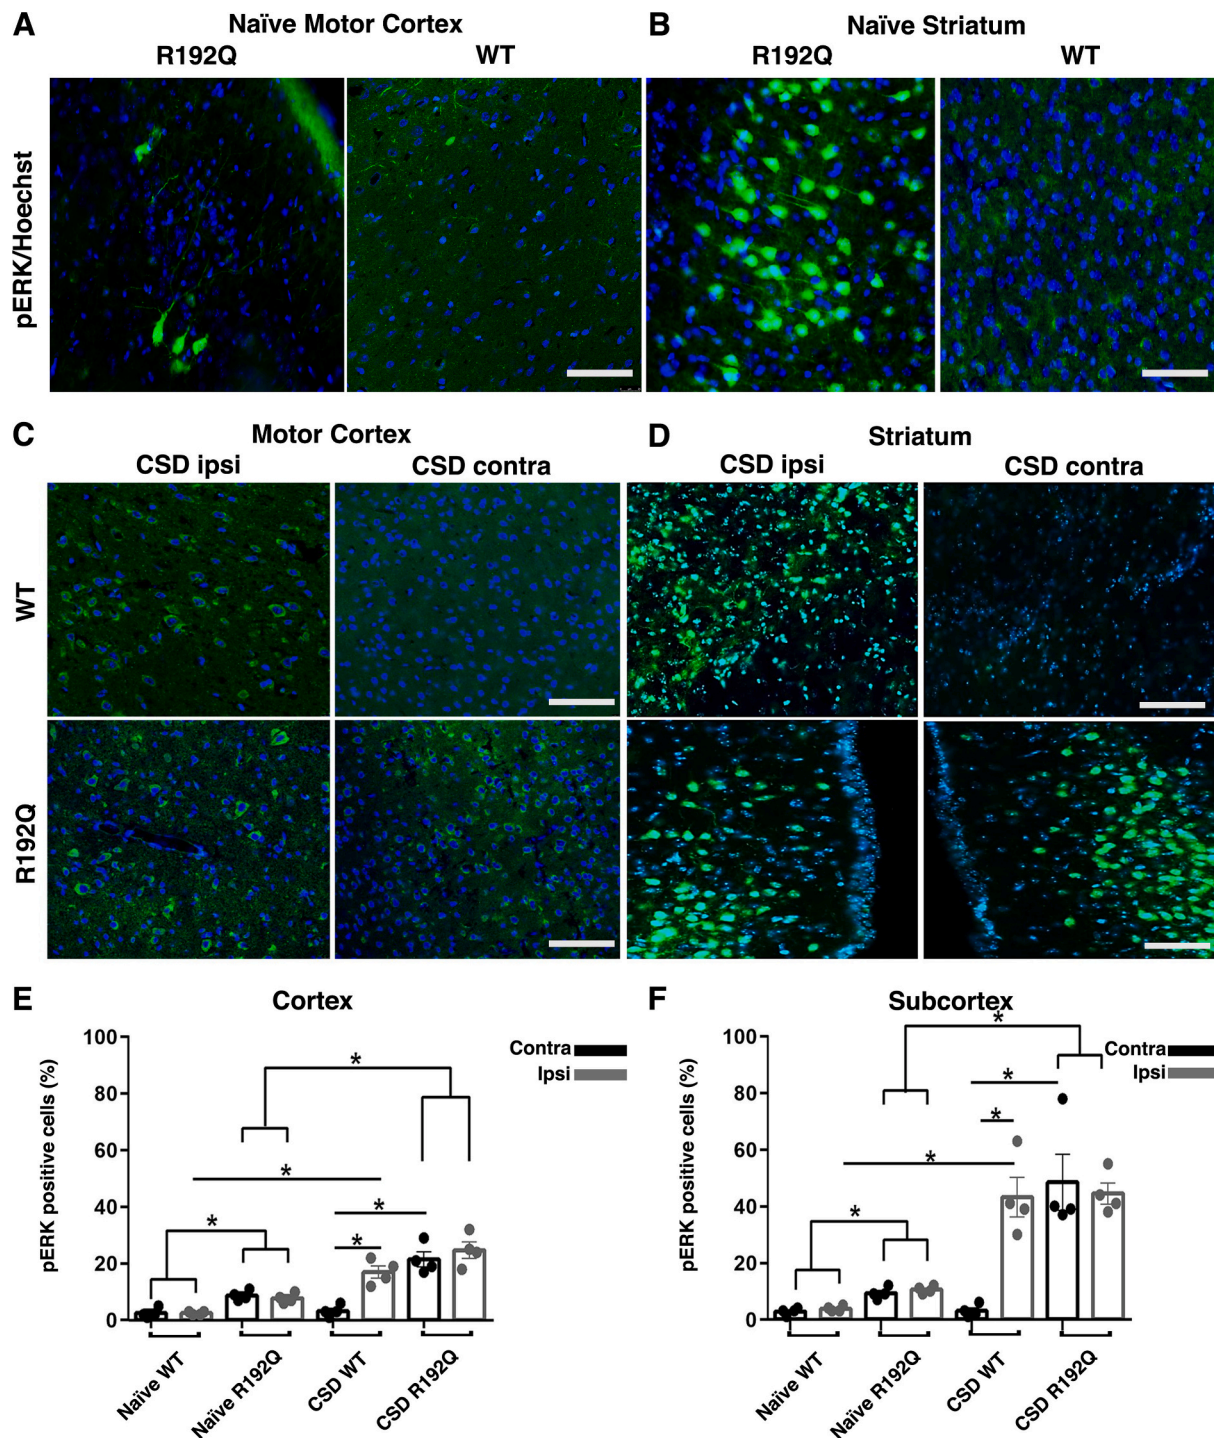 A Naïve Motor Cortex
R192Q WT
B Naïve Striatum
R192Q WT
pERK/Hoechst
C Motor Cortex
CSD ipsi CSD contra
D Striatum
CSD ipsi CSD contra
WT
R192Q
E Cortex
pERK positive cells (%)
100
80
60
40
20
0
Contra
Ipsi
*
*
*
*
*
Naïve WT
Naïve R192Q
CSD WT
CSD R192Q
F Subcortex
pERK positive cells (%)
100
80
60
40
20
0
Contra
Ipsi
*
*
*
*
*
Naïve WT
Naïve R192Q
CSD WT
CSD R192Q